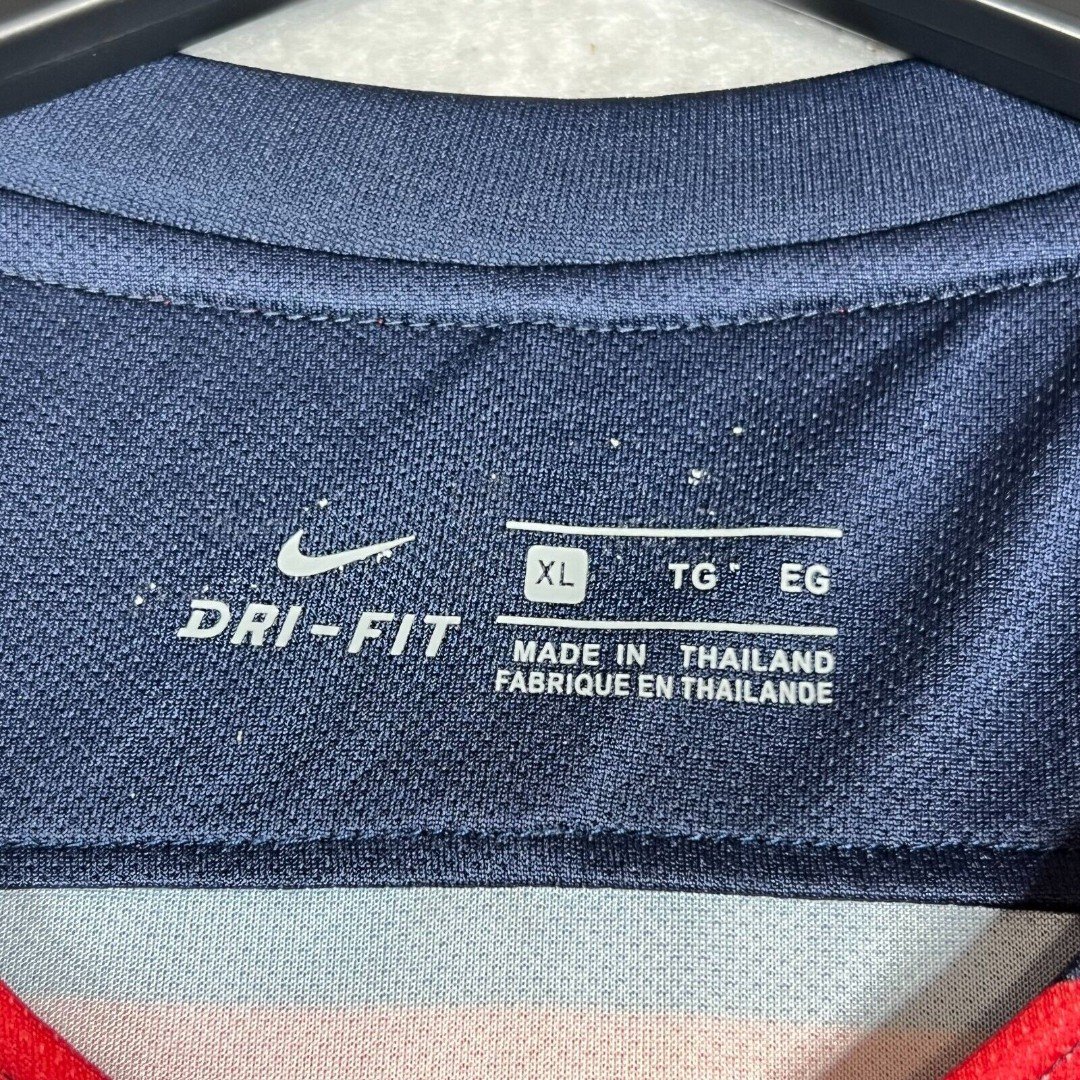 DRI-FIT
XL TG EG
MADE IN THAILAND
FABRIQUE EN THAILANDE